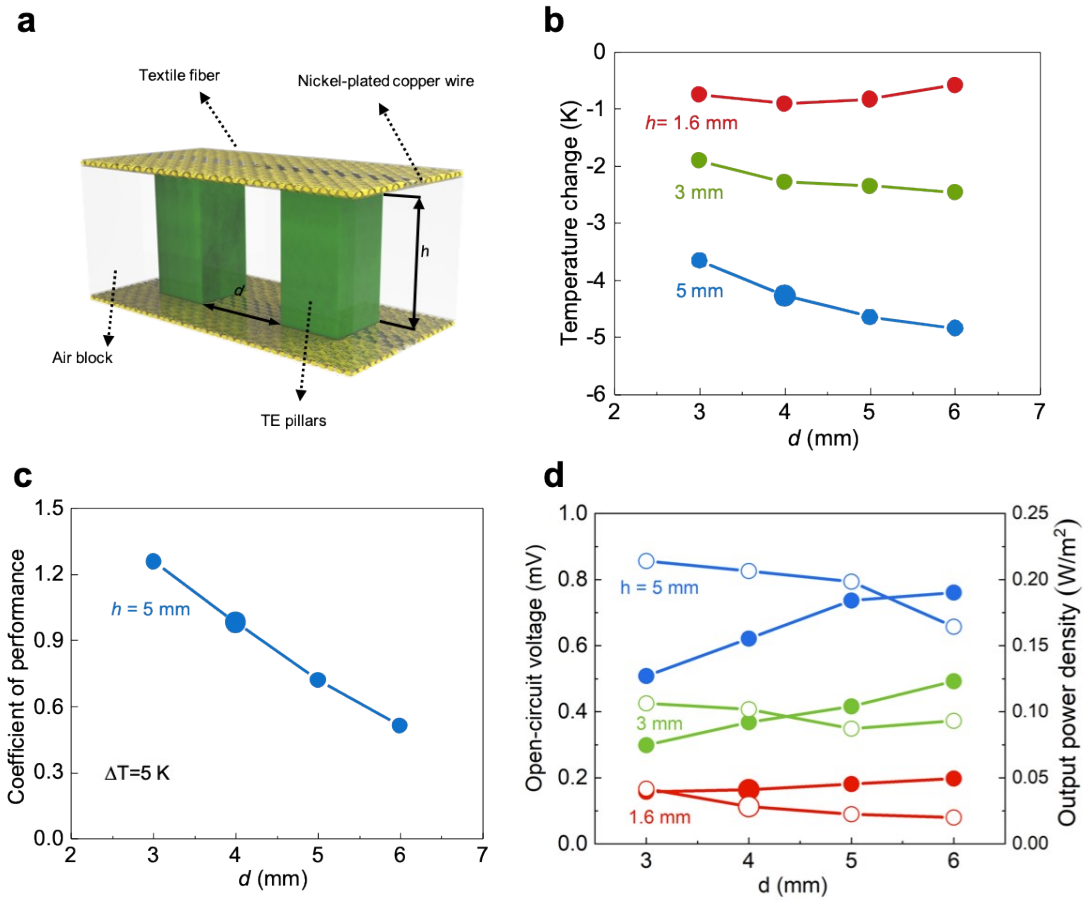 a
Textile fiber
Nickel-plated copper wire
h
d
Air block
TE pillars
b
Temperature change (K)
0
-1
-2
-3
-4
-5
-6
h= 1.6 mm
3 mm
5 mm
2 3 4 5 6 7
d (mm)
c
Coefficient of performance
1.5
1.2
0.9
0.6
0.3
0.0
h = 5 mm
ΔT=5 K
2 3 4 5 6 7
d (mm)
d
Open-circuit voltage (mV)
1.0
0.8
0.6
0.4
0.2
0.0
h = 5 mm
3 mm
1.6 mm
3 4 5 6
d (mm)
0.25
0.20
0.15
0.10
0.05
0.00
Output power density (W/m²)